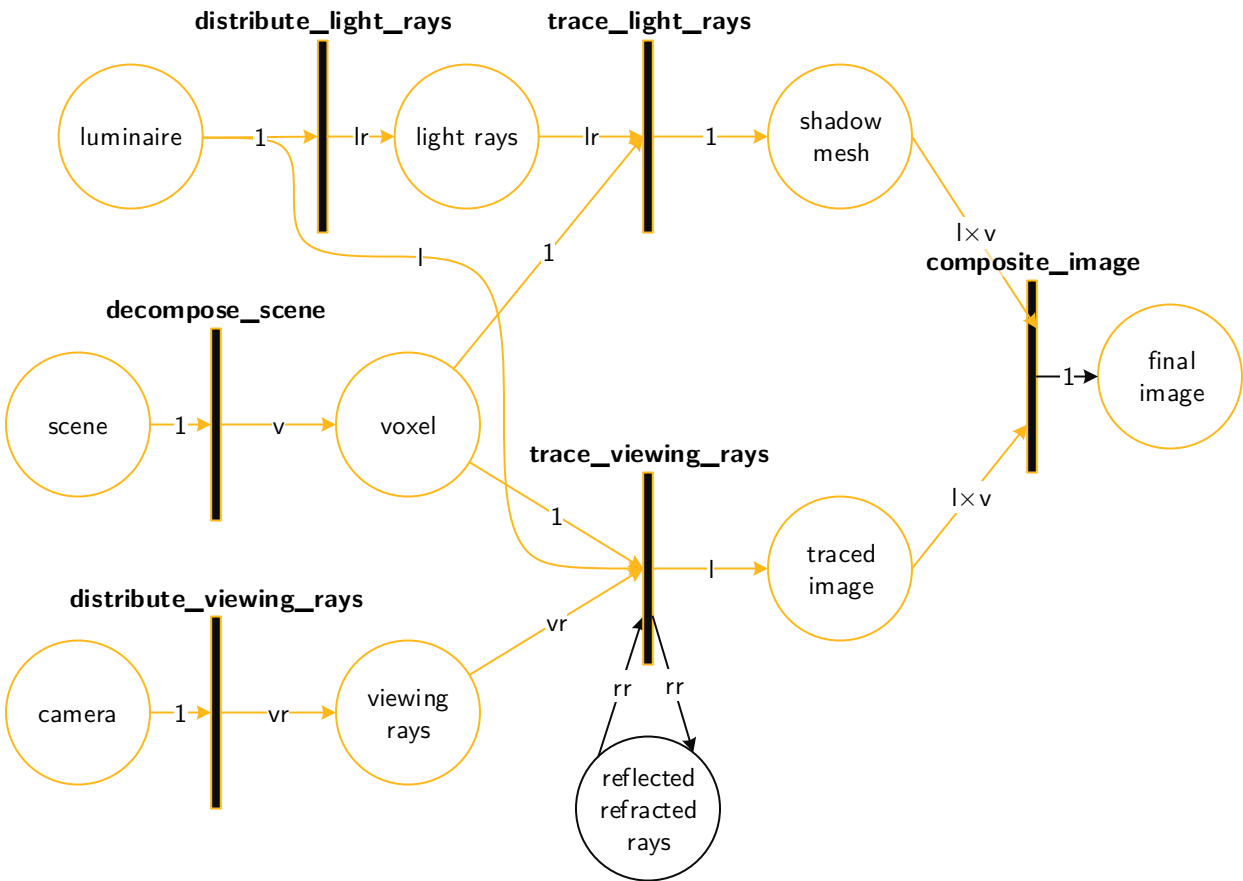 distribute_light_rays
trace_light_rays
luminaire
1
lr
light rays
lr
1
shadow
mesh
l×v
l
1
composite_image
decompose_scene
scene
1
v
voxel
1
final
image
trace_viewing_rays
1
l
traced
image
l×v
distribute_viewing_rays
camera
1
vr
viewing
rays
vr
rr
rr
reflected
refracted
rays